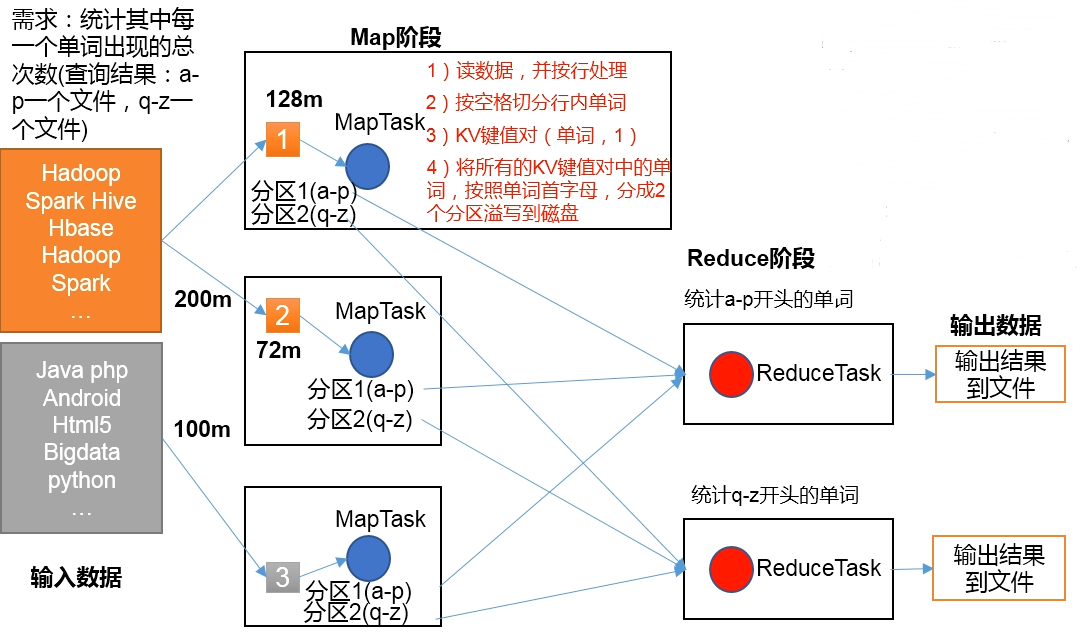 需求：统计其中每
一个单词出现的总
次数(查询结果：a-
p一个文件，q-z一
个文件)
Hadoop
Spark Hive
Hbase
Hadoop
Spark
…
200m
Java php
Android
Html5
Bigdata
python
…
100m
输入数据
Map阶段
128m
1
MapTask
分区1(a-p)
分区2(q-z)
1）读数据，并按行处理
2）按空格切分行内单词
3）KV键值对（单词，1）
4）将所有的KV键值对中的单
词，按照单词首字母，分成2
个分区溢写到磁盘
2
72m
MapTask
分区1(a-p)
分区2(q-z)
3
MapTask
分区1(a-p)
分区2(q-z)
Reduce阶段
统计a-p开头的单词
ReduceTask
统计q-z开头的单词
ReduceTask
输出数据
输出结果
到文件
输出结果
到文件